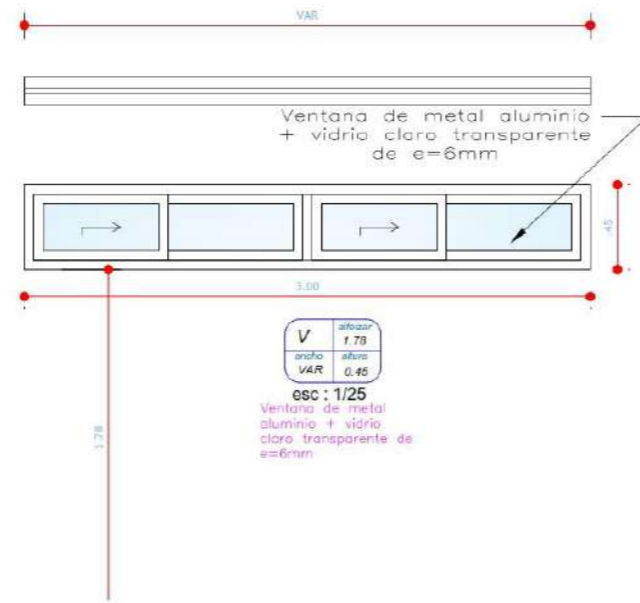 VAR
Ventana de metal aluminio
+ vidrio claro transparente
de e=6mm
.45
3.00
V
alfeizar
1.78
ancho
altura
VAR
0.45
esc : 1/25
Ventana de metal
aluminio + vidrio
claro transparente de
e=6mm
1.78